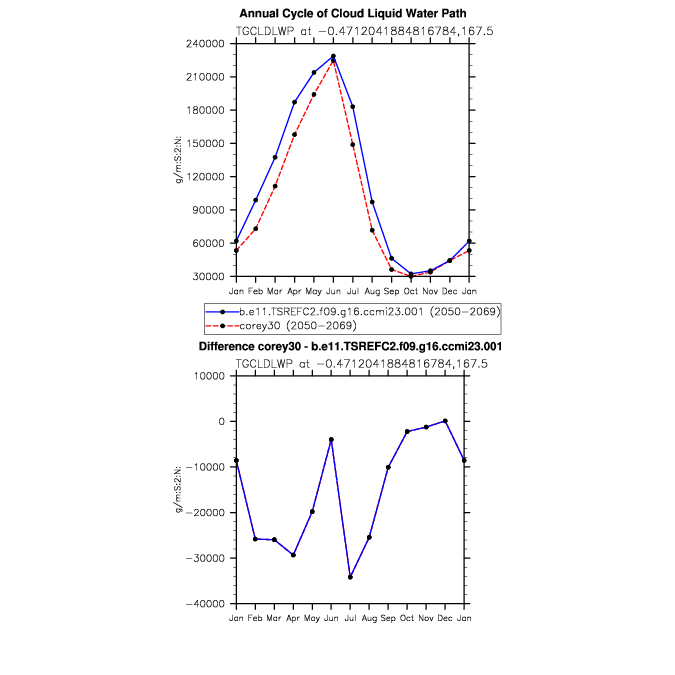 Annual Cycle of Cloud Liquid Water Path
TGCLDLWP at −0.4712041884816784,167.5
240000
210000
180000
150000
120000
90000
60000
30000
g/m:S:2:N:
Jan Feb Mar Apr May Jun Jul Aug Sep Oct Nov Dec Jan
b.e11.TSREFC2.f09.g16.ccmi23.001 (2050−2069)
corey30 (2050−2069)
Difference corey30 - b.e11.TSREFC2.f09.g16.ccmi23.001
TGCLDLWP at −0.4712041884816784,167.5
10000
0
−10000
−20000
−30000
−40000
g/m:S:2:N:
Jan Feb Mar Apr May Jun Jul Aug Sep Oct Nov Dec Jan